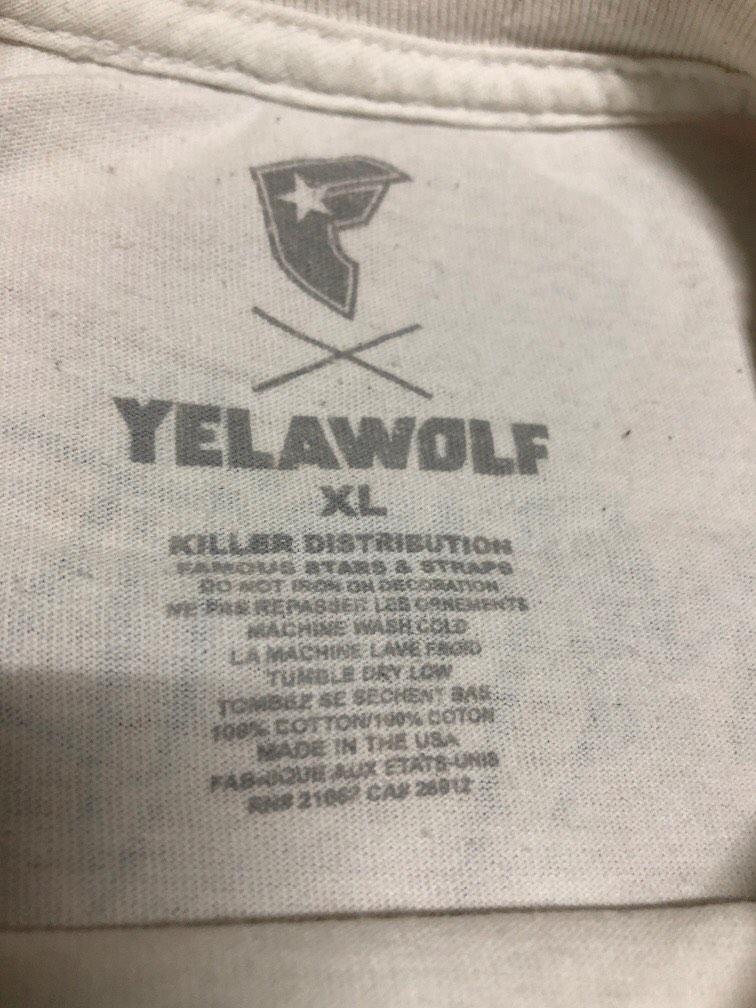 YELAWOLF
XL
KILLER DISTRIBUTION
FAMOUS STARS & STRAPS
DO NOT IRON ON DECORATION
NE PAS REPASSER LES ORNEMENTS
MACHINE WASH COLD
LA MACHINE LAVE FROID
TUMBLE DRY LOW
TOMBEZ SE SECHENT BAS
100% COTTON/100% COTON
MADE IN THE USA
FABRIQUE AUX ETATS-UNIS
RN# CA#